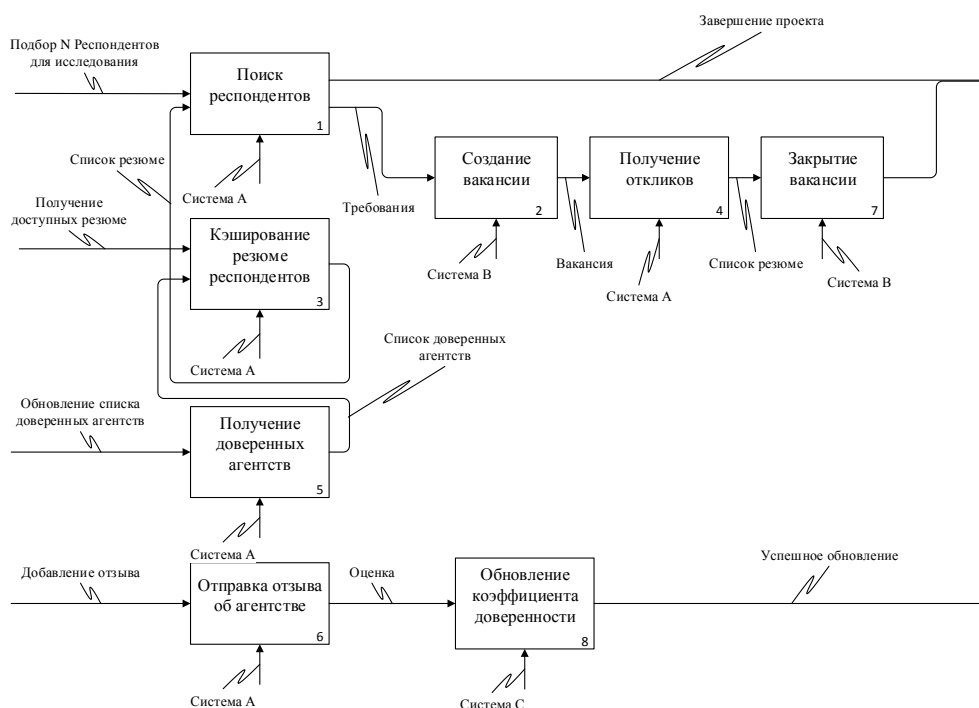 Завершение проекта
Подбор N Респондентов
для исследования
Поиск
респондентов
1
Список резюме
Система А
Требования
Создание
вакансии
2
Получение
откликов
4
Закрытие
вакансии
7
Система В
Вакансия
Система А
Список резюме
Система В
Получение
доступных резюме
Кэширование
резюме
респондентов
3
Система А
Список доверенных
агентств
Обновление списка
доверенных агентств
Получение
доверенных
агентств
5
Система А
Добавление отзыва
Отправка отзыва
об агентстве
6
Система А
Оценка
Обновление
коэффициента
доверенности
8
Система С
Успешное обновление